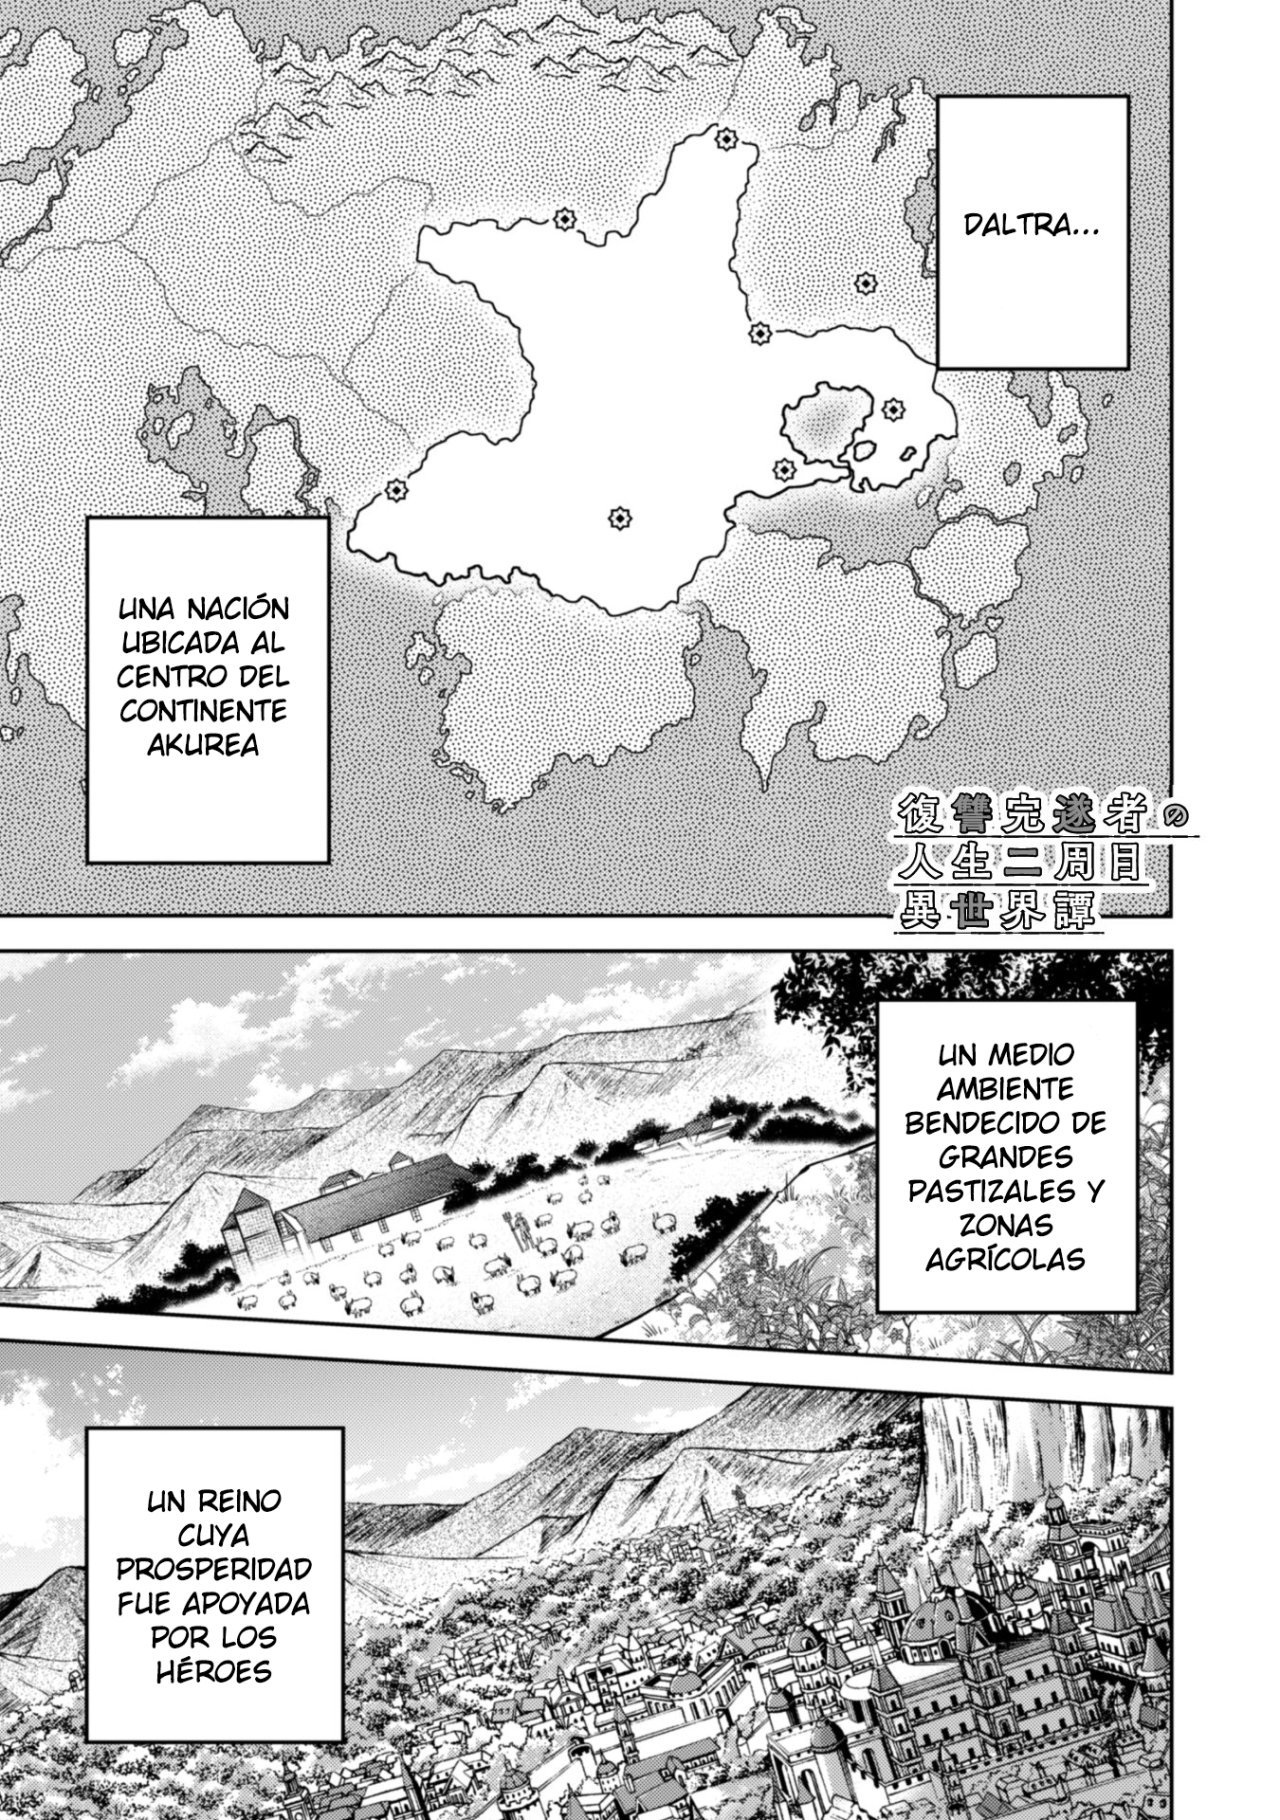 DALTRA...
UNA NACIÓN
UBICADA AL
CENTRO DEL
CONTINENTE
AKUREA
復讐完遂者の
人生二周目
異世界譚
UN MEDIO
AMBIENTE
BENDECIDO DE
GRANDES
PASTIZALES Y
ZONAS
AGRÍCOLAS
UN REINO
CUYA
PROSPERIDAD
FUE APOYADA
POR LOS
HÉROES